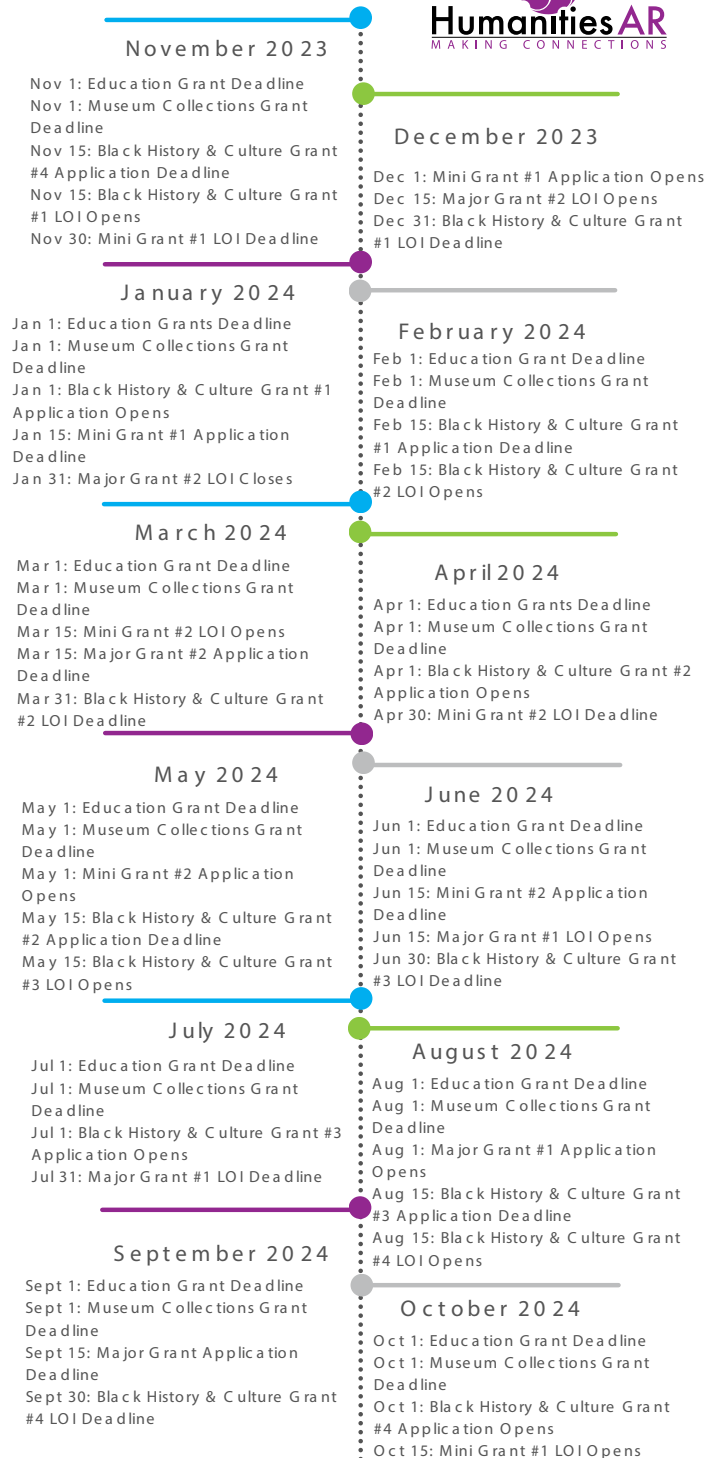 Humanities AR
MAKING CONNECTIONS
November 2023
Nov 1: Education Grant Deadline
Nov 1: Museum Collections Grant
Deadline
Nov 15: Black History & Culture Grant
#4 Application Deadline
Nov 15: Black History & Culture Grant
#1 LOI Opens
Nov 30: Mini Grant #1 LOI Deadline
December 2023
Dec 1: Mini Grant #1 Application Opens
Dec 15: Major Grant #2 LOI Opens
Dec 31: Black History & Culture Grant
#1 LOI Deadline
January 2024
Jan 1: Education Grants Deadline
Jan 1: Museum Collections Grant
Deadline
Jan 1: Black History & Culture Grant #1
Application Opens
Jan 15: Mini Grant #1 Application
Deadline
Jan 31: Major Grant #2 LOI Closes
February 2024
Feb 1: Education Grant Deadline
Feb 1: Museum Collections Grant
Deadline
Feb 15: Black History & Culture Grant
#1 Application Deadline
Feb 15: Black History & Culture Grant
#2 LOI Opens
March 2024
Mar 1: Education Grant Deadline
Mar 1: Museum Collections Grant
Deadline
Mar 15: Mini Grant #2 LOI Opens
Mar 15: Major Grant #2 Application
Deadline
Mar 31: Black History & Culture Grant
#2 LOI Deadline
April 2024
Apr 1: Education Grants Deadline
Apr 1: Museum Collections Grant
Deadline
Apr 1: Black History & Culture Grant #2
Application Opens
Apr 30: Mini Grant #2 LOI Deadline
May 2024
May 1: Education Grant Deadline
May 1: Museum Collections Grant
Deadline
May 1: Mini Grant #2 Application
Opens
May 15: Black History & Culture Grant
#2 Application Deadline
May 15: Black History & Culture Grant
#3 LOI Opens
June 2024
Jun 1: Education Grant Deadline
Jun 1: Museum Collections Grant
Deadline
Jun 15: Mini Grant #2 Application
Deadline
Jun 15: Major Grant #1 LOI Opens
Jun 30: Black History & Culture Grant
#3 LOI Deadline
July 2024
Jul 1: Education Grant Deadline
Jul 1: Museum Collections Grant
Deadline
Jul 1: Black History & Culture Grant #3
Application Opens
Jul 31: Major Grant #1 LOI Deadline
August 2024
Aug 1: Education Grant Deadline
Aug 1: Museum Collections Grant
Deadline
Aug 1: Major Grant #1 Application
Opens
Aug 15: Black History & Culture Grant
#3 Application Deadline
Aug 15: Black History & Culture Grant
#4 LOI Opens
September 2024
Sept 1: Education Grant Deadline
Sept 1: Museum Collections Grant
Deadline
Sept 15: Major Grant Application
Deadline
Sept 30: Black History & Culture Grant
#4 LOI Deadline
October 2024
Oct 1: Education Grant Deadline
Oct 1: Museum Collections Grant
Deadline
Oct 1: Black History & Culture Grant
#4 Application Opens
Oct 15: Mini Grant #1 LOI Opens